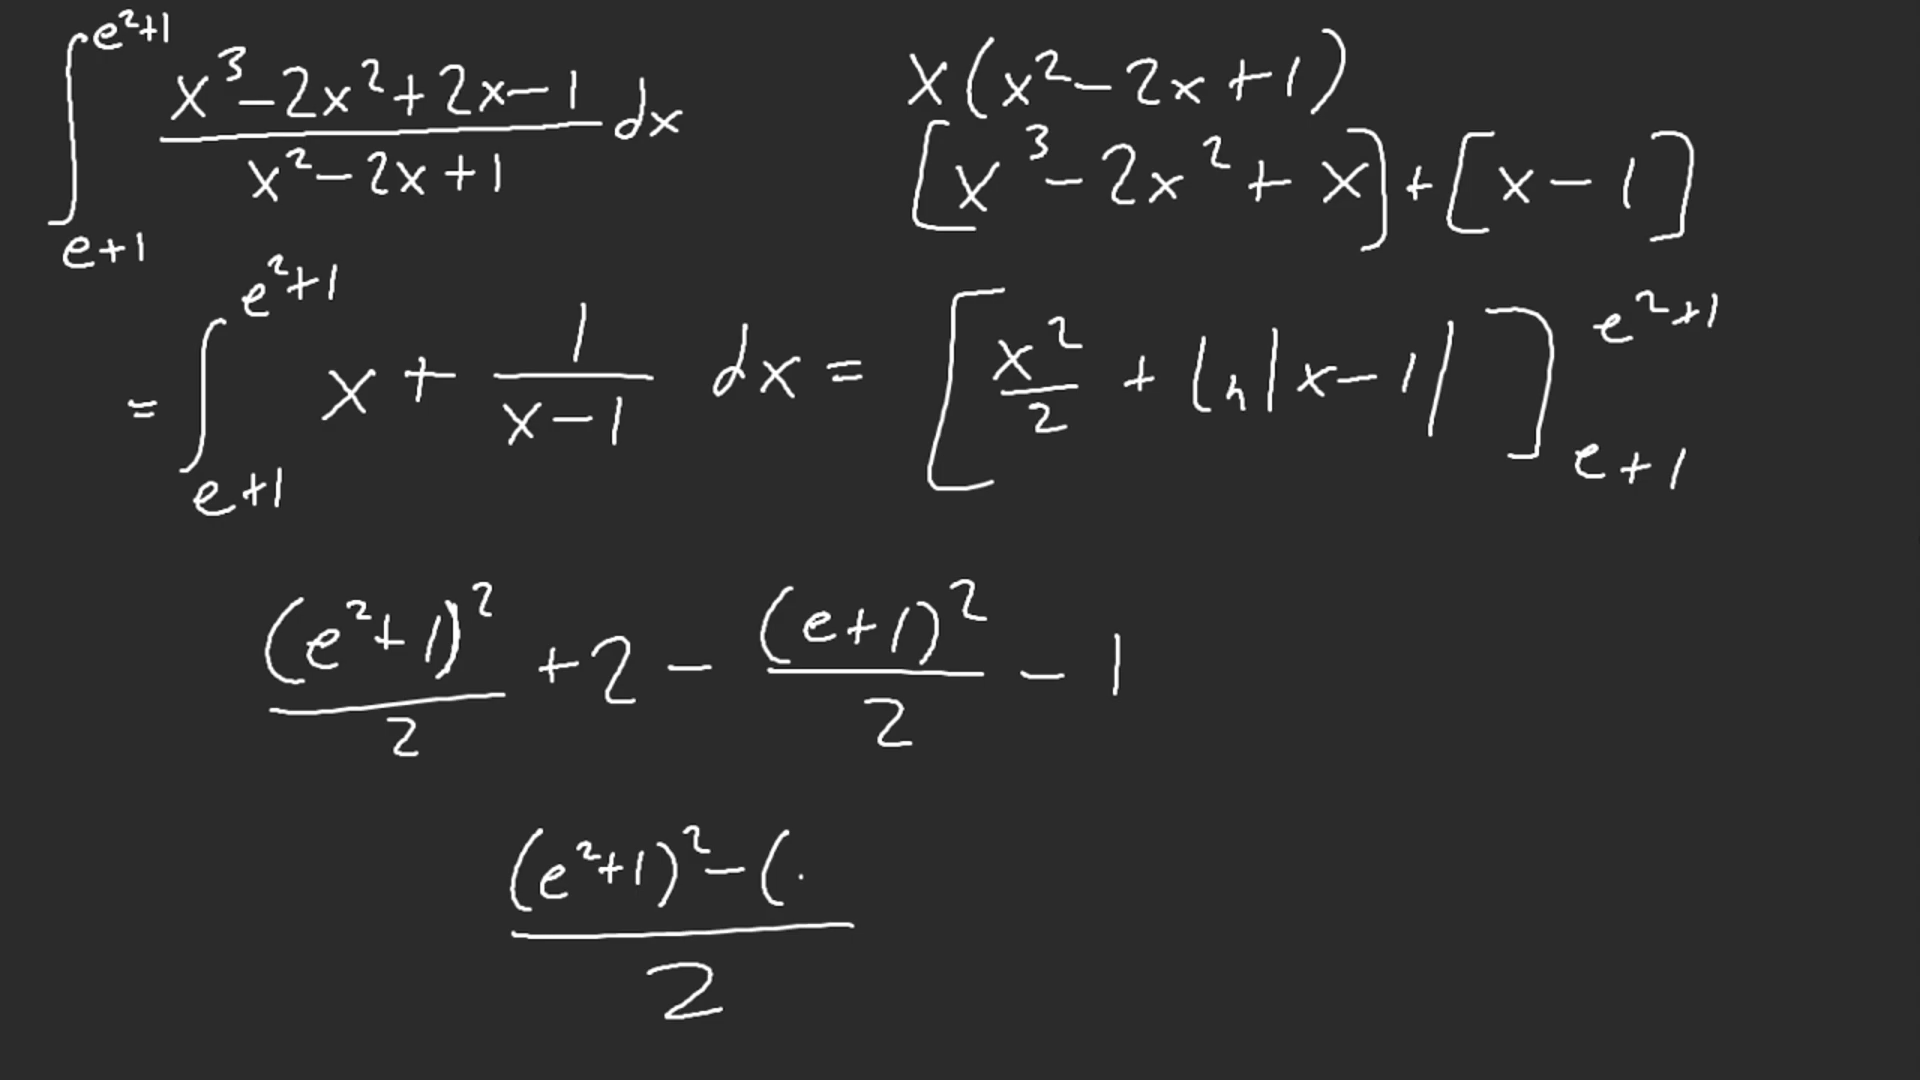 ∫_{e+1}^{e²+1} (x³-2x²+2x-1)/(x²-2x+1) dx
x(x²-2x+1)
[x³-2x²+x]+[x-1]
= ∫_{e+1}^{e²+1} x + 1/(x-1) dx = [x²/2 + ln|x-1|]_{e+1}^{e²+1}
(e²+1)²/2 +2 - (e+1)²/2 - 1
((e²+1)²-(. )/2